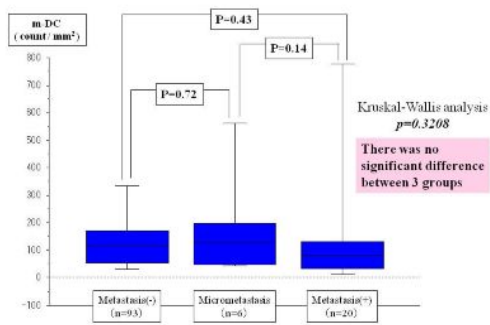 m-DC
( count / mm²)
P=0.43
P=0.14
P=0.72
800
700
600
500
400
300
200
100
0
-100
Kruskal-Wallis analysis
p=0.3208
There was no
significant difference
between 3 groups
Metastasis(-)
(n=93)
Micrometastasis
(n=6)
Metastasis(+)
(n=20)